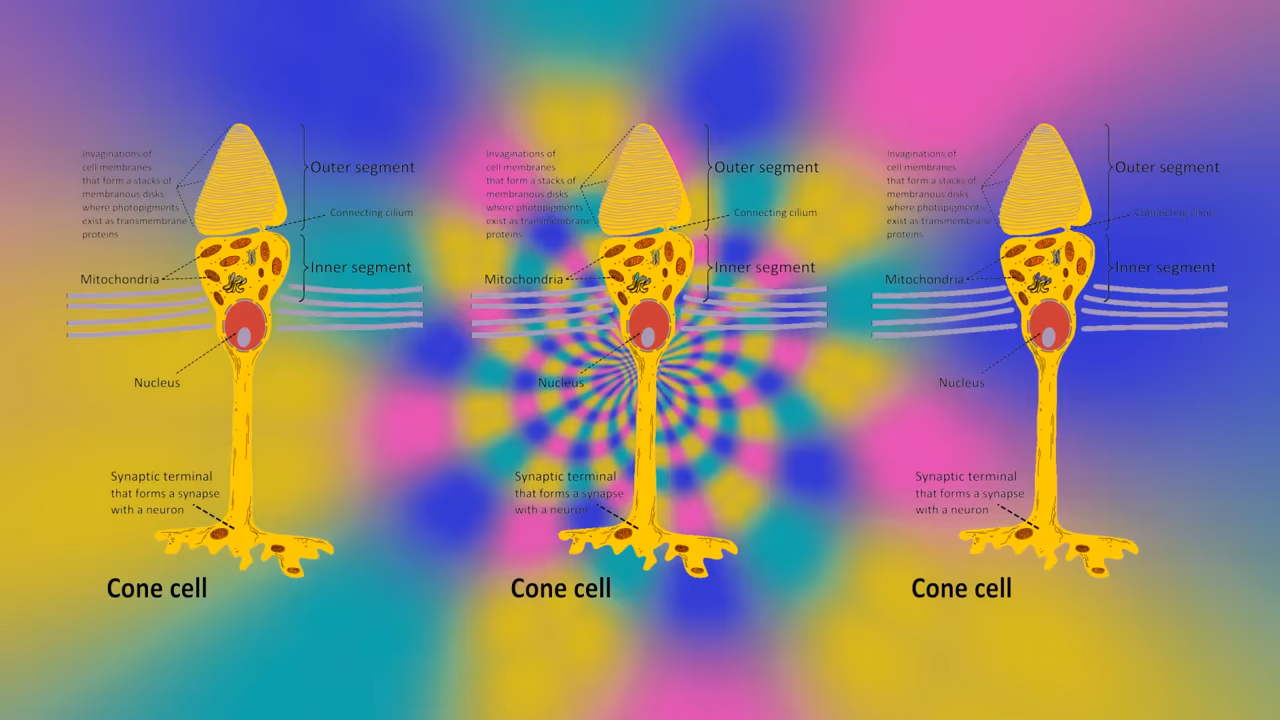 Invaginations of
cell membranes
that form a stacks of
membranous disks
where photopigments
exist as transmembrane
proteins
Outer segment
Connecting cilium
Mitochondria
Inner segment
Nucleus
Synaptic terminal
that forms a synapse
with a neuron
Cone cell
Invaginations of
cell membranes
that form a stacks of
membranous disks
where photopigments
exist as transmembrane
proteins
Outer segment
Connecting cilium
Mitochondria
Inner segment
Nucleus
Synaptic terminal
that forms a synapse
with a neuron
Cone cell
Invaginations of
cell membranes
that form a stacks of
membranous disks
where photopigments
exist as transmembrane
proteins
Outer segment
Connecting cilium
Mitochondria
Inner segment
Nucleus
Synaptic terminal
that forms a synapse
with a neuron
Cone cell